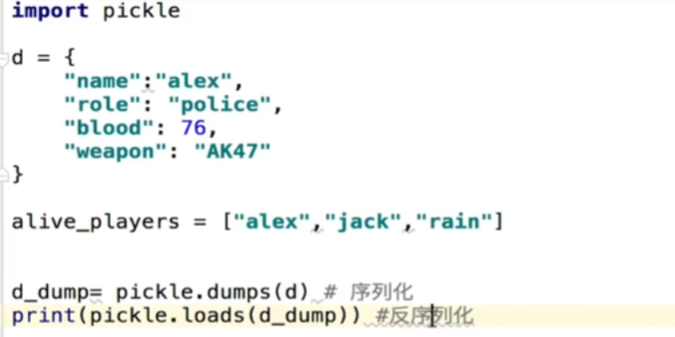 import pickle
d = {
    "name":"alex",
    "role": "police",
    "blood": 76,
    "weapon": "AK47"
}
alive_players = ["alex","jack","rain"]
d_dump= pickle.dumps(d) # 序列化
print(pickle.loads(d_dump)) #反序列化